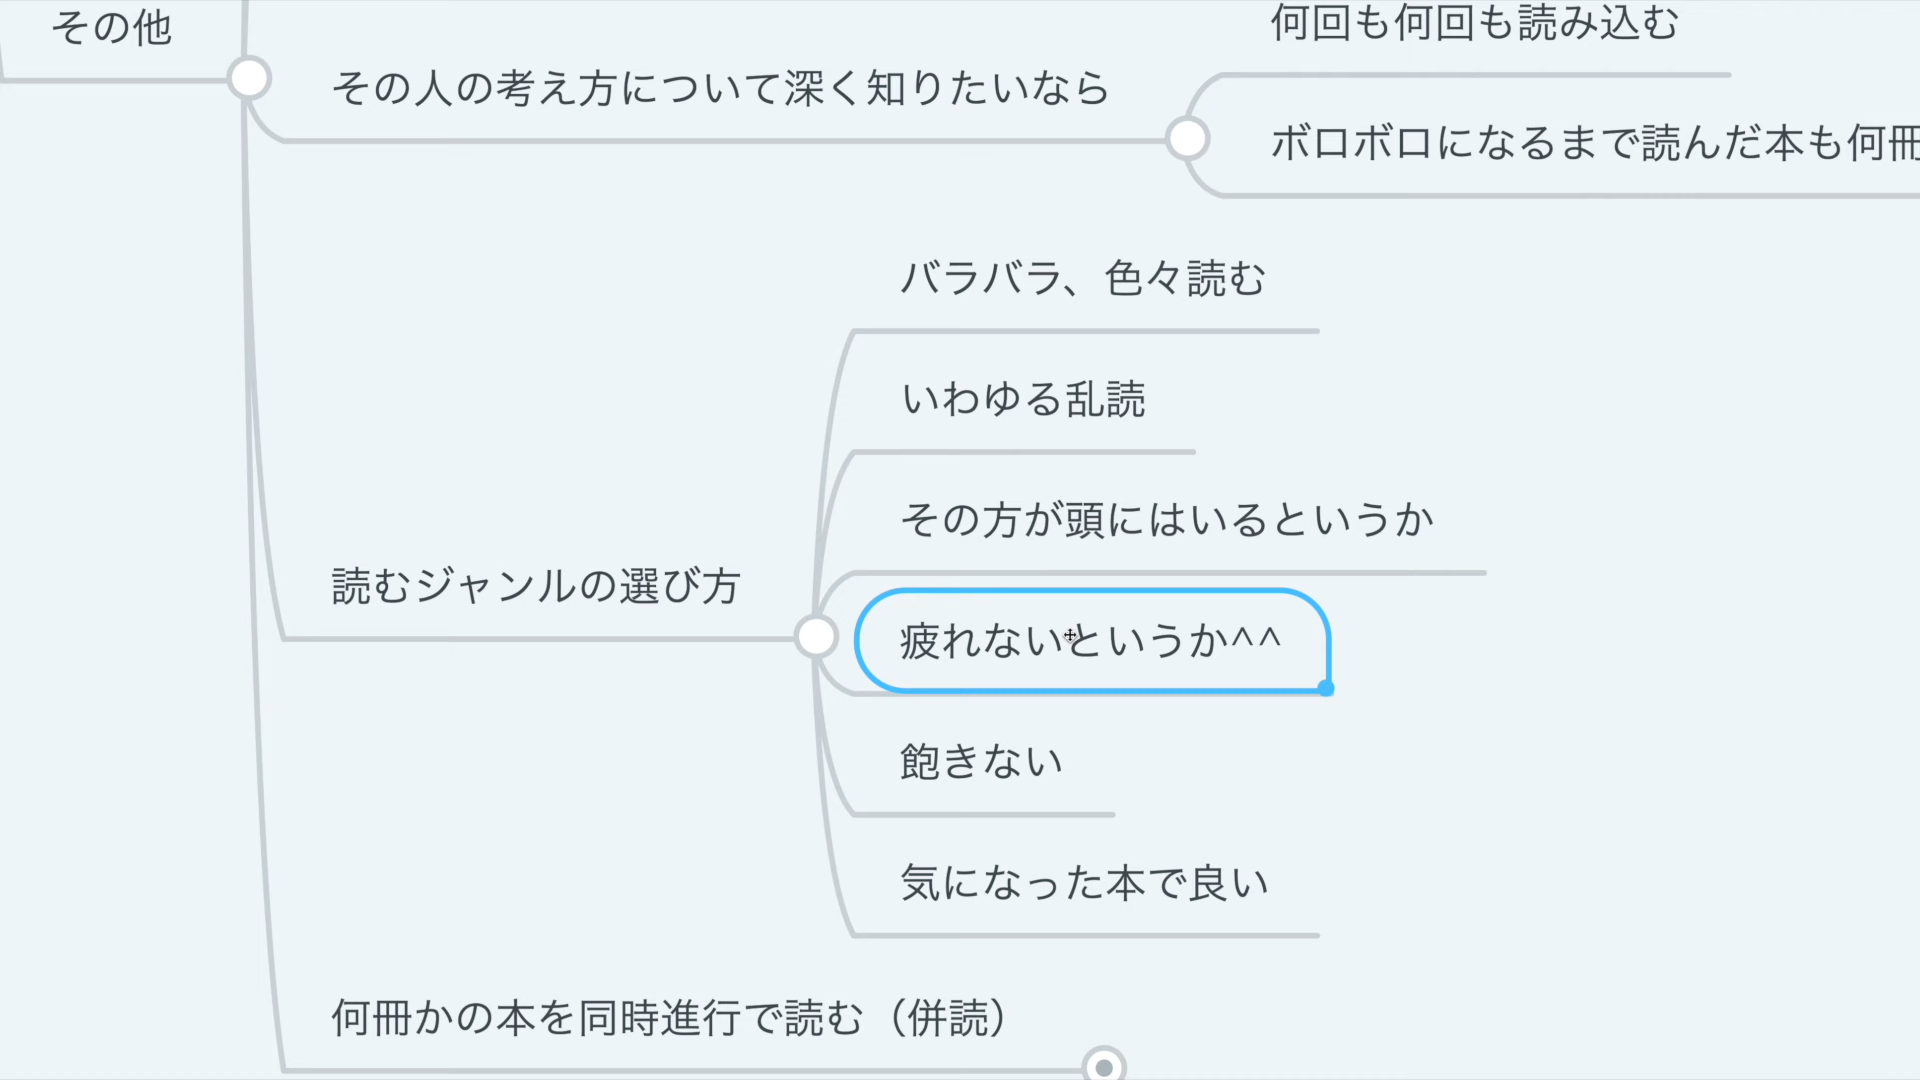 その他
その人の考え方について深く知りたいなら
何回も何回も読み込む
ボロボロになるまで読んだ本も何冊
読むジャンルの選び方
バラバラ、色々読む
いわゆる乱読
その方が頭にはいるというか
疲れないというか^^
飽きない
気になった本で良い
何冊かの本を同時進行で読む（併読）